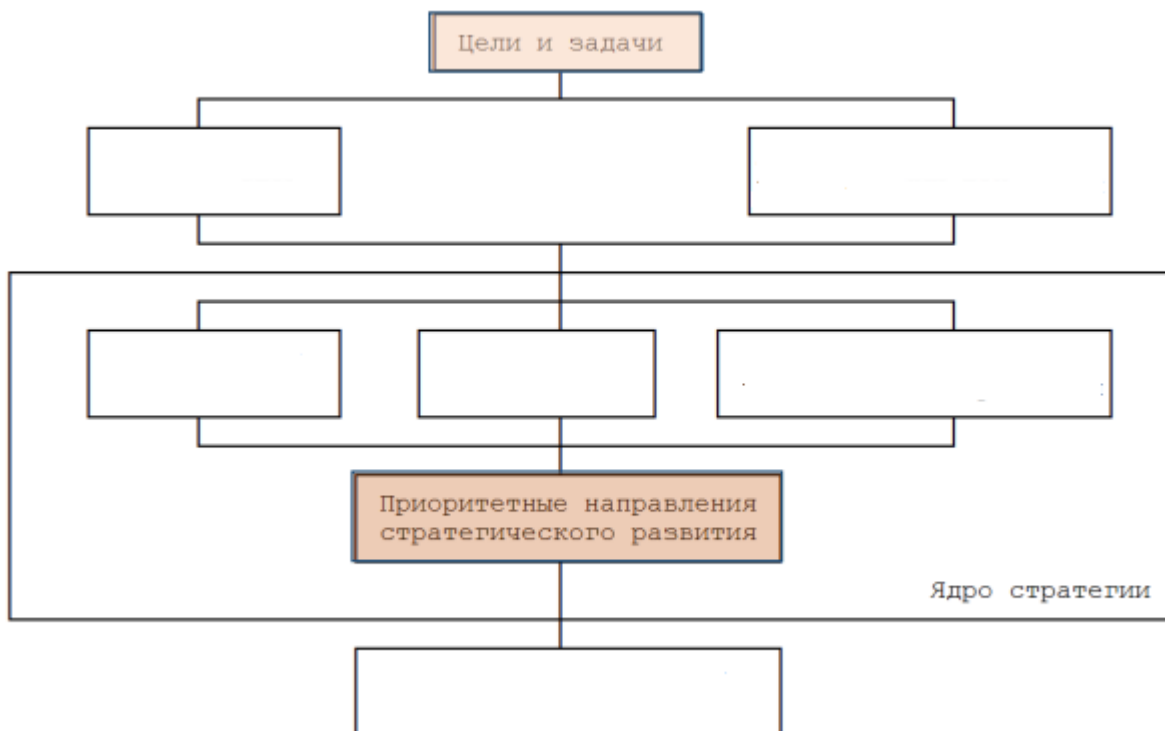 Цели и задачи
Приоритетные направления
стратегического развития
Ядро стратегии